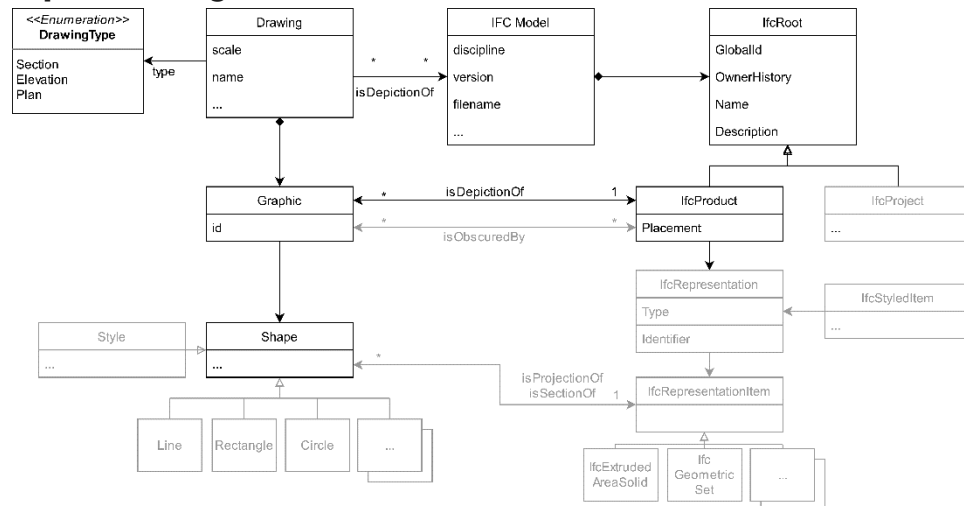 <<Enumeration>>
DrawingType
Section
Elevation
Plan
type
Drawing
scale
name
...
* *
isDepictionOf
IFC Model
discipline
version
filename
...
IfcRoot
GlobalId
OwnerHistory
Name
Description
Graphic
id
isDepictionOf
* 1
* *
isObscuredBy
IfcProduct
Placement
IfcProject
...
IfcRepresentation
Type
Identifier
IfcStyledItem
...
Style
...
Shape
...
*
isProjectionOf
isSectionOf 1
IfcRepresentationItem
Line
Rectangle
Circle
...
IfcExtruded
AreaSolid
Ifc
Geometric
Set
...